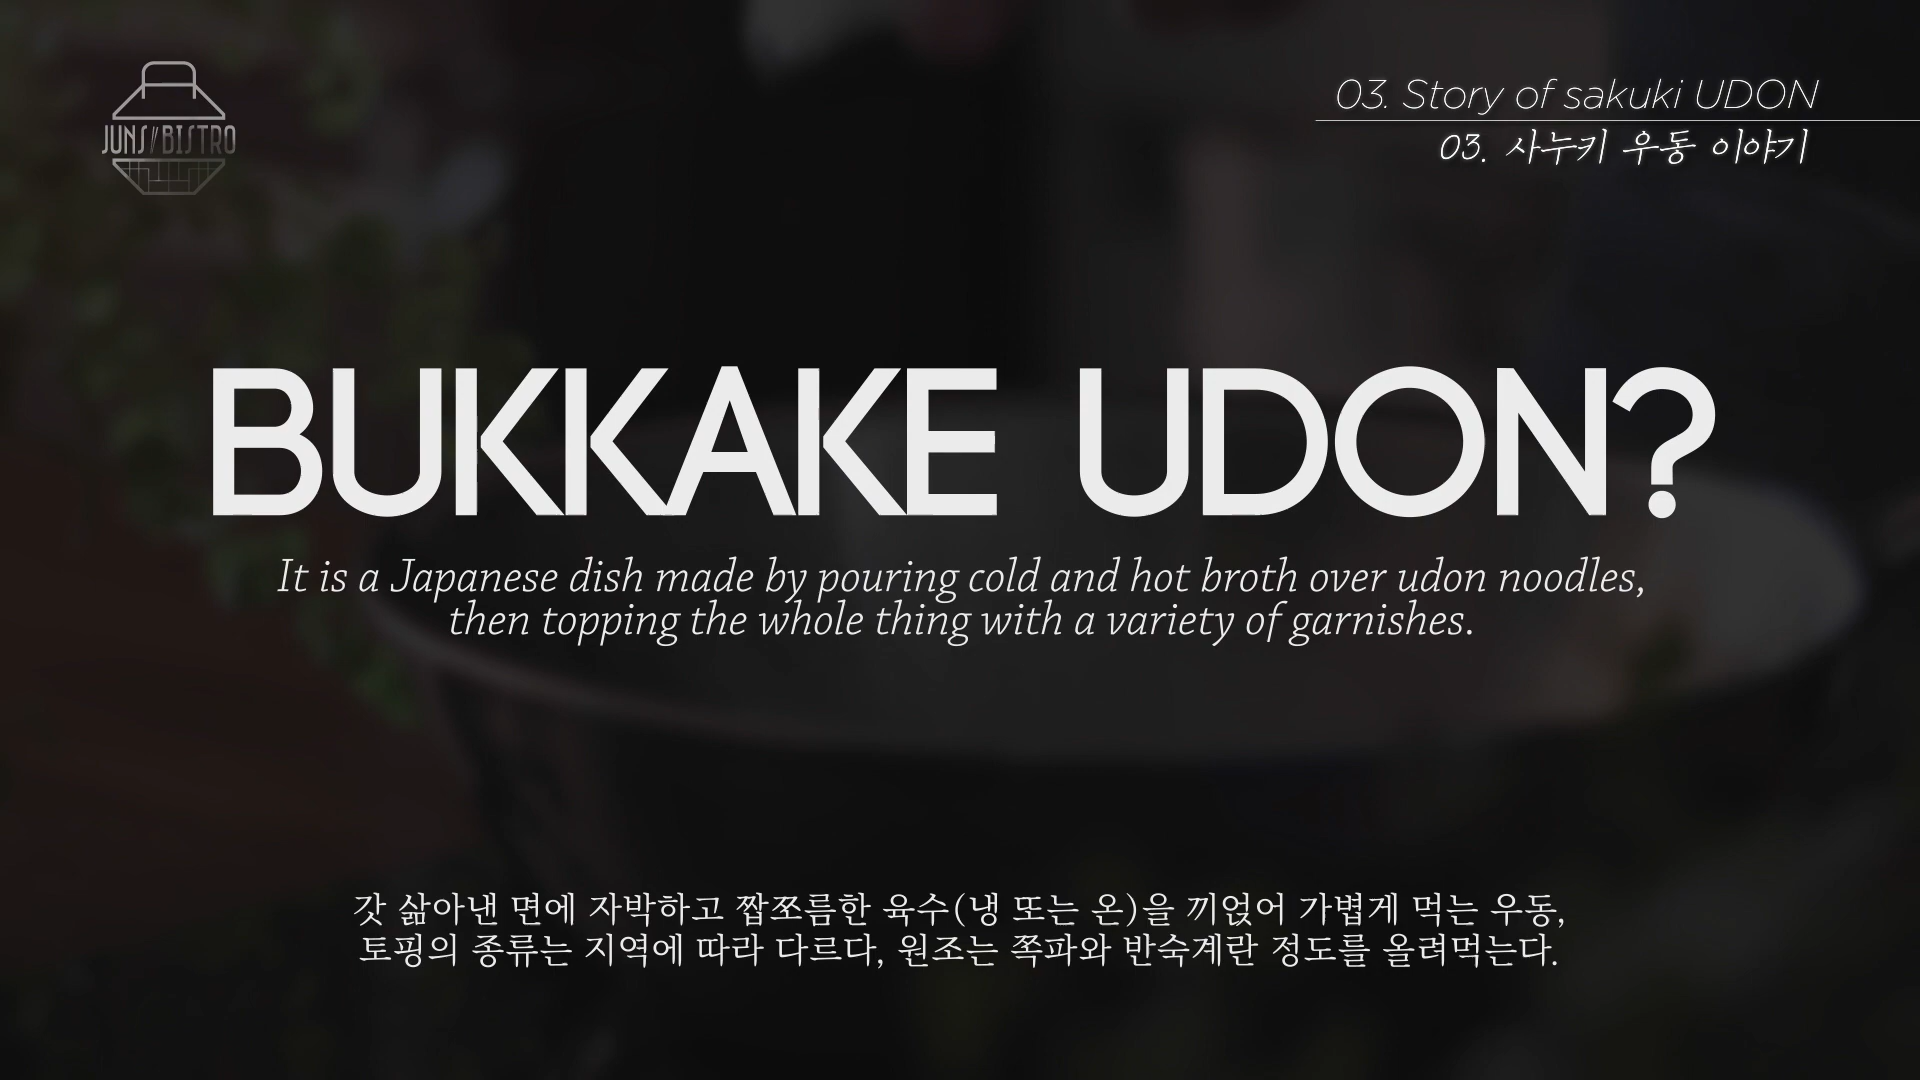 JUNS//BISTRO
03. Story of sakuki UDON
03. 사누키 우동 이야기
BUKKAKE UDON?
It is a Japanese dish made by pouring cold and hot broth over udon noodles,
then topping the whole thing with a variety of garnishes.
갓 삶아낸 면에 자박하고 짭쪼름한 육수(냉 또는 온)을 끼얹어 가볍게 먹는 우동,
토핑의 종류는 지역에 따라 다르다, 원조는 쪽파와 반숙계란 정도를 올려먹는다.